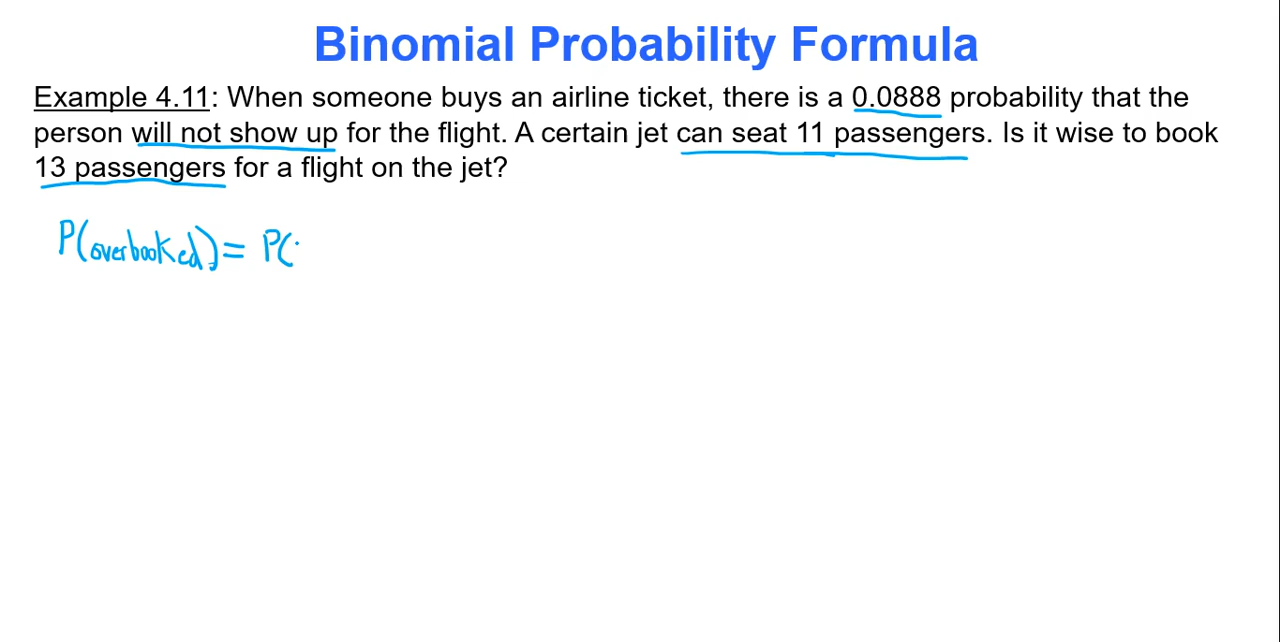 Binomial Probability Formula
Example 4.11: When someone buys an airline ticket, there is a 0.0888 probability that the
person will not show up for the flight. A certain jet can seat 11 passengers. Is it wise to book
13 passengers for a flight on the jet?
P(overbooked) = P(